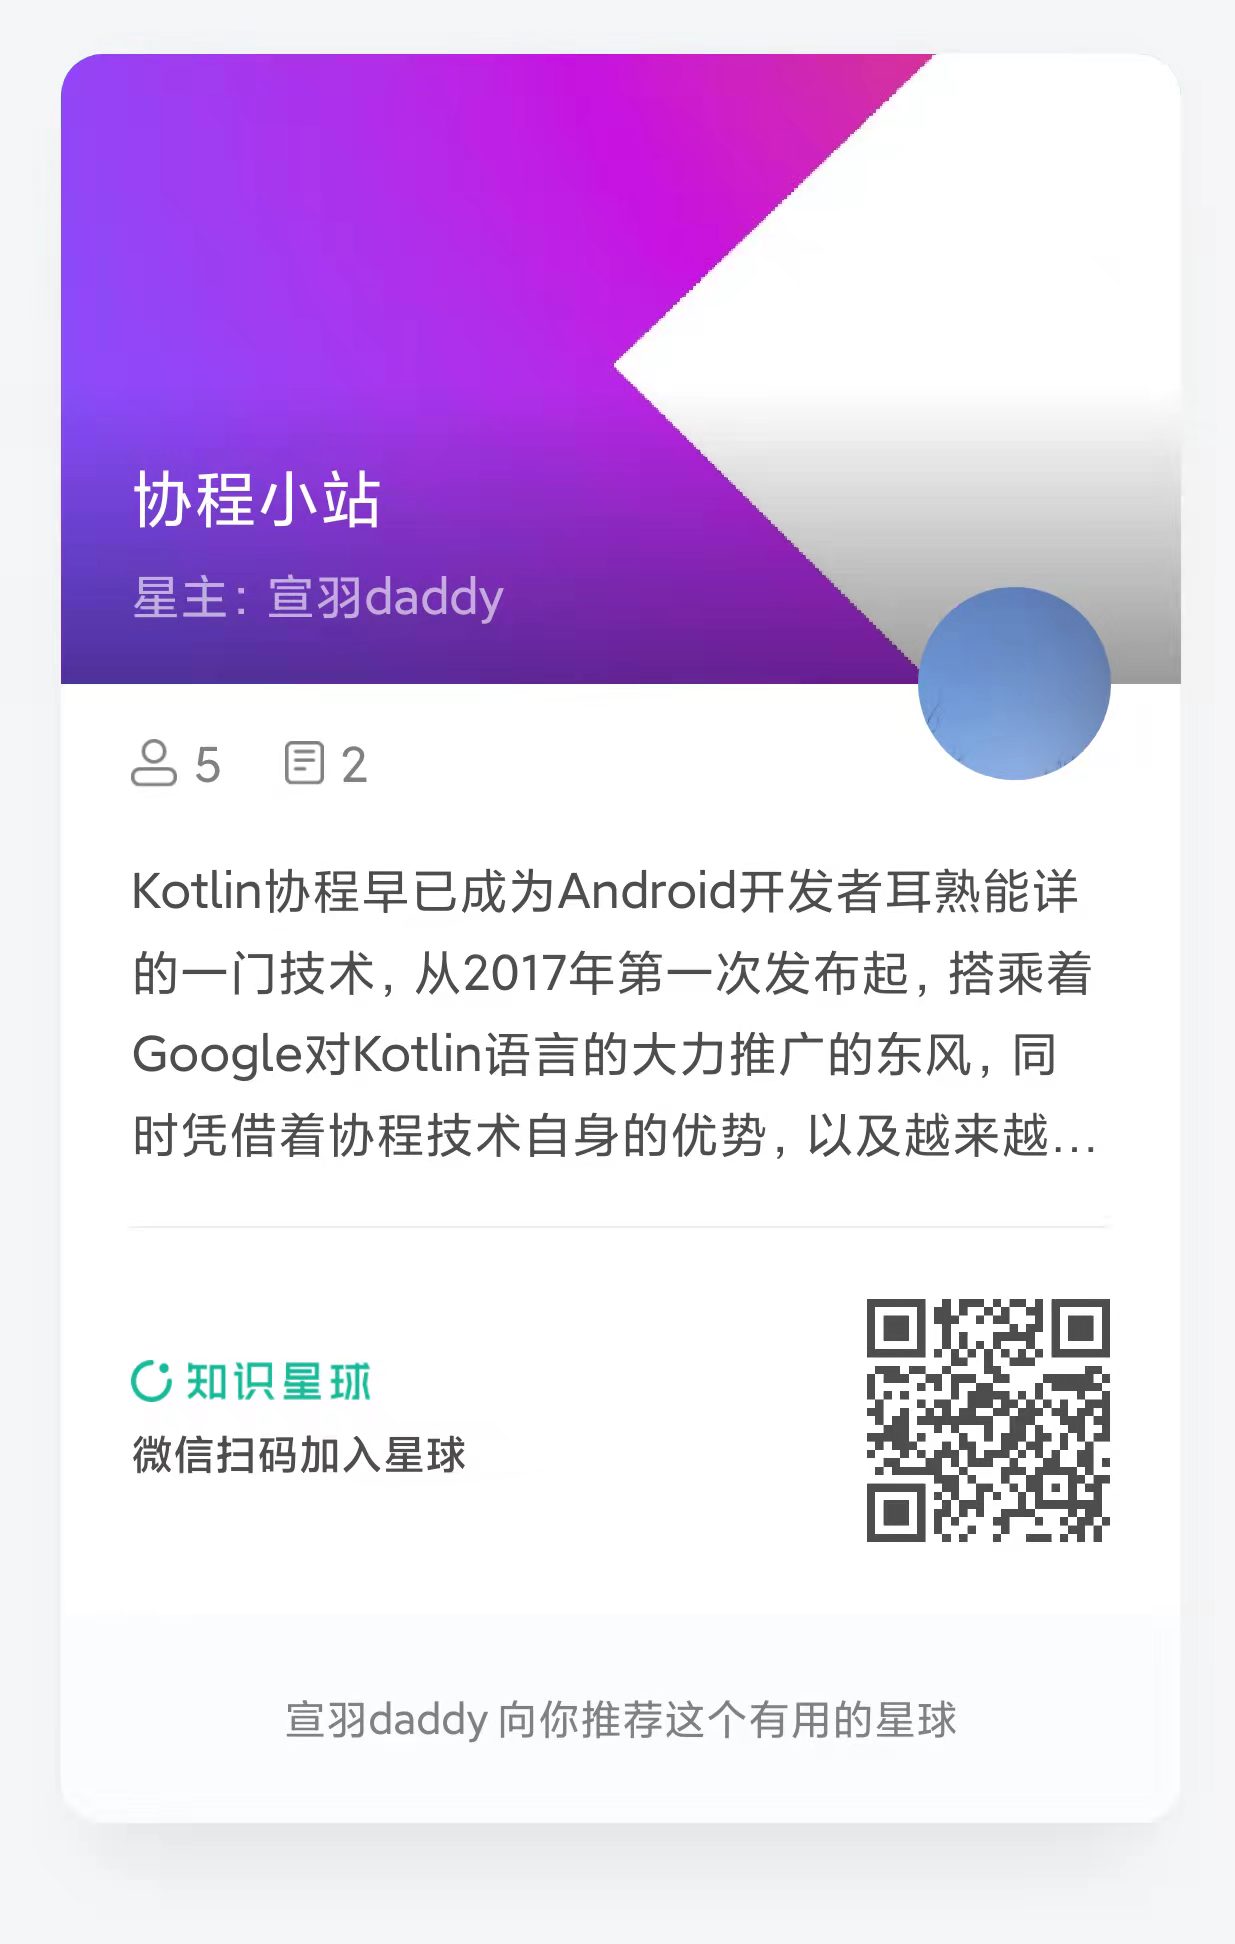 协程小站
星主：宣羽daddy
5 2
Kotlin协程早已成为Android开发者耳熟能详
的一门技术，从2017年第一次发布起，搭乘着
Google对Kotlin语言的大力推广的东风，同
时凭借着协程技术自身的优势，以及越来越...
知识星球
微信扫码加入星球
宣羽daddy 向你推荐这个有用的星球